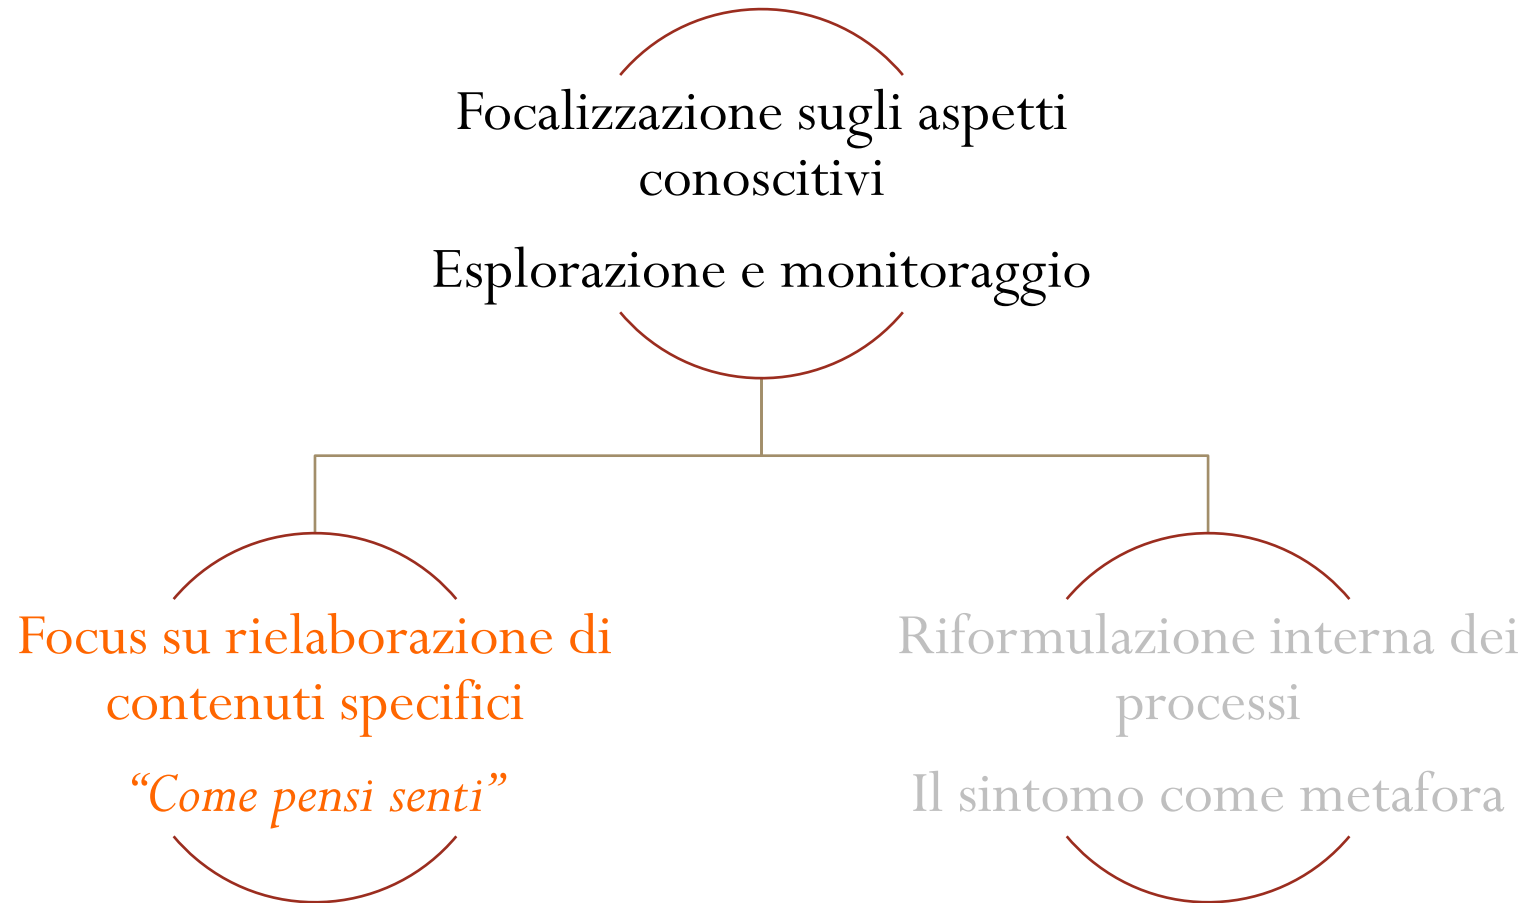 Focalizzazione sugli aspetti
conoscitivi
Esplorazione e monitoraggio
Focus su rielaborazione di
contenuti specifici
“Come pensi senti”
Riformulazione interna dei
processi
Il sintomo come metafora